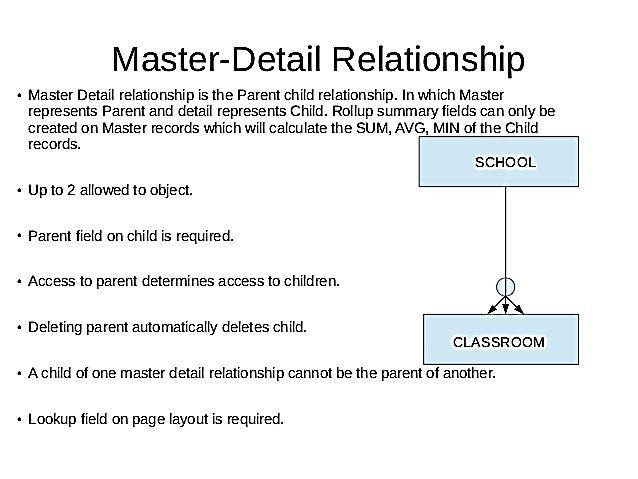 Master-Detail Relationship
• Master Detail relationship is the Parent child relationship. In which Master
represents Parent and detail represents Child. Rollup summary fields can only be
created on Master records which will calculate the SUM, AVG, MIN of the Child
records.
SCHOOL
• Up to 2 allowed to object.
• Parent field on child is required.
• Access to parent determines access to children.
• Deleting parent automatically deletes child.
CLASSROOM
• A child of one master detail relationship cannot be the parent of another.
• Lookup field on page layout is required.